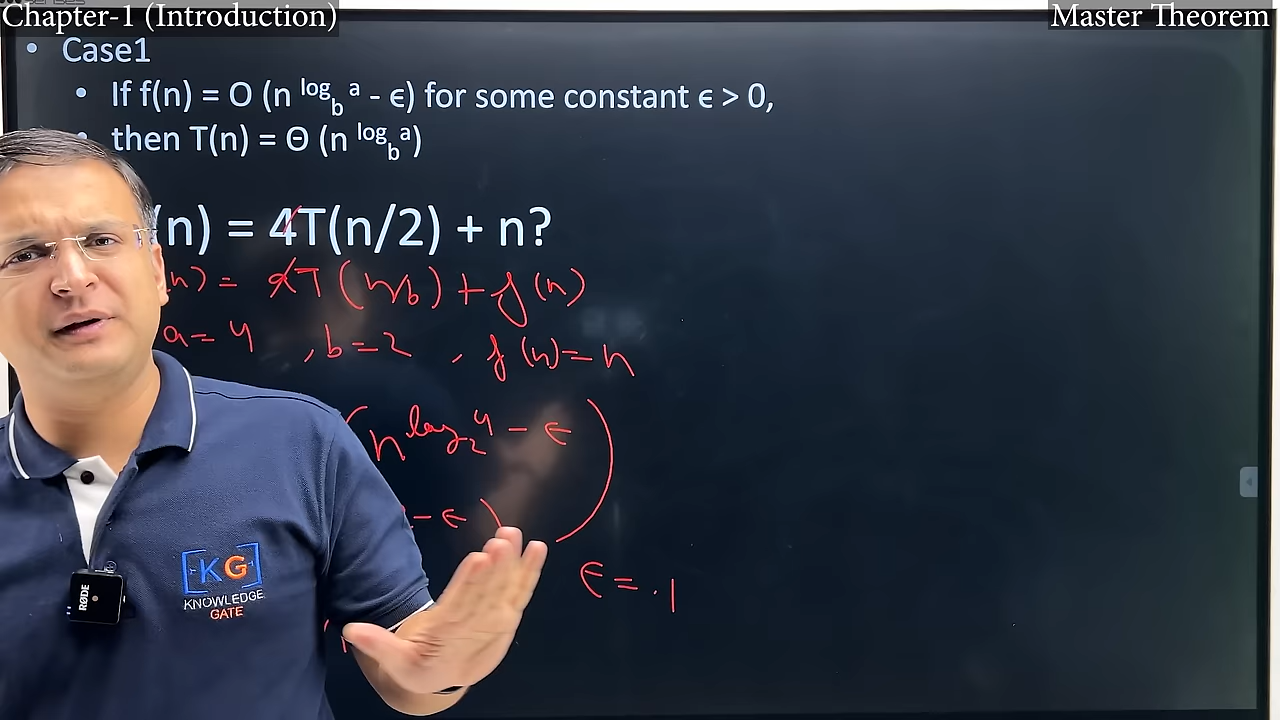 Chapter-1 (Introduction)
Master Theorem
• Case1
• If f(n) = O (n log_b a - ϵ) for some constant ϵ > 0,
• then T(n) = Θ (n log_b a)
(n) = 4T(n/2) + n?
(n) = aT (n/b) + f(n)
a = 4 , b = 2 , f(n) = n
(n log_2 4 - ϵ)
- ϵ)
ϵ = .1
RØDE
KG
KNOWLEDGE
GATE